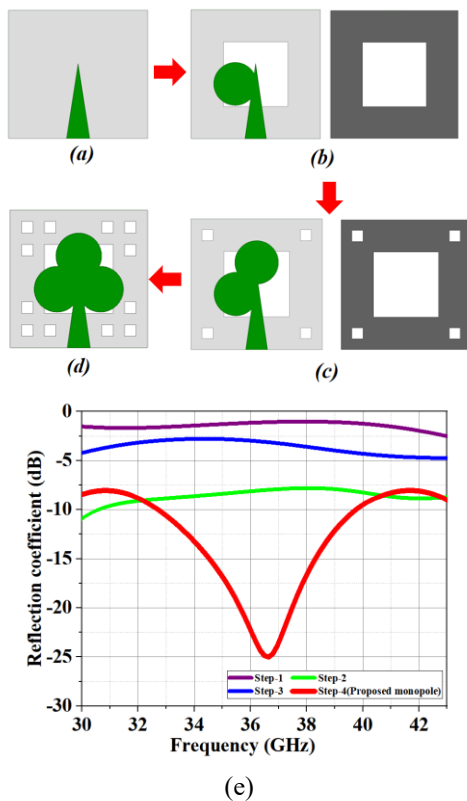 (a)
(b)
(d)
(c)
0
-5
-10
-15
-20
-25
-30
Reflection coefficient (dB)
Step-1 Step-2
Step-3 Step-4(Proposed monopole)
30 32 34 36 38 40 42
Frequency (GHz)
(e)